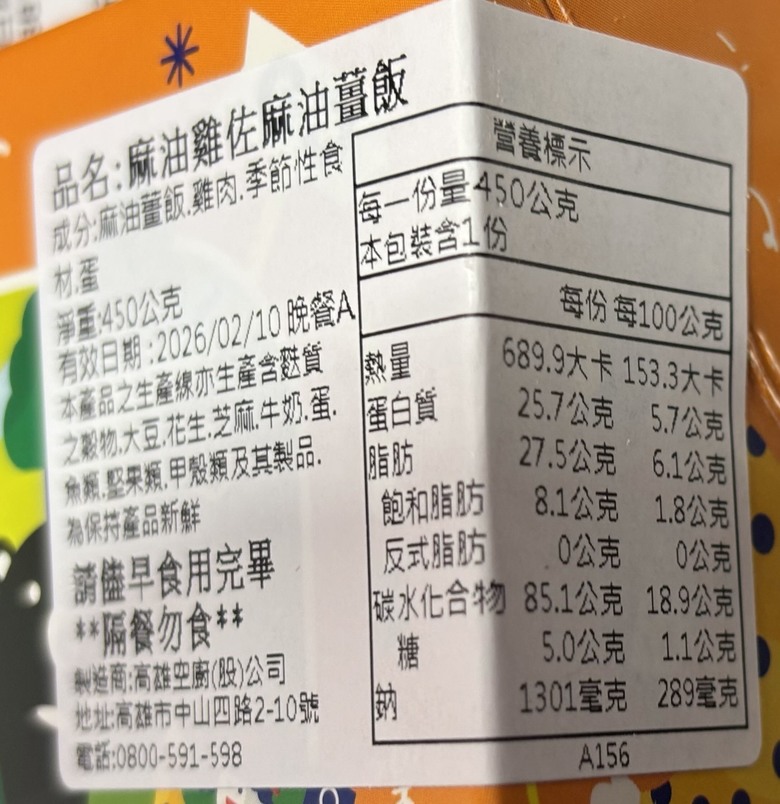 品名:麻油雞佐麻油薑飯
成分:麻油薑飯.雞肉.季節性食
材.蛋
淨重:450公克
有效日期:2026/02/10 晚餐A
本產品之生產線亦生產含麩質
之穀物.大豆.花生.芝麻.牛奶.蛋.
魚類.堅果類.甲殼類及其製品.
為保持產品新鮮
請儘早食用完畢
**隔餐勿食**
製造商:高雄空廚(股)公司
地址:高雄市中山四路2-10號
電話:0800-591-598
營養標示
每一份量450公克
本包裝含1份
每份 每100公克
熱量 689.9大卡 153.3大卡
蛋白質 25.7公克 5.7公克
脂肪 27.5公克 6.1公克
飽和脂肪 8.1公克 1.8公克
反式脂肪 0公克 0公克
碳水化合物 85.1公克 18.9公克
糖 5.0公克 1.1公克
鈉 1301毫克 289毫克
A156